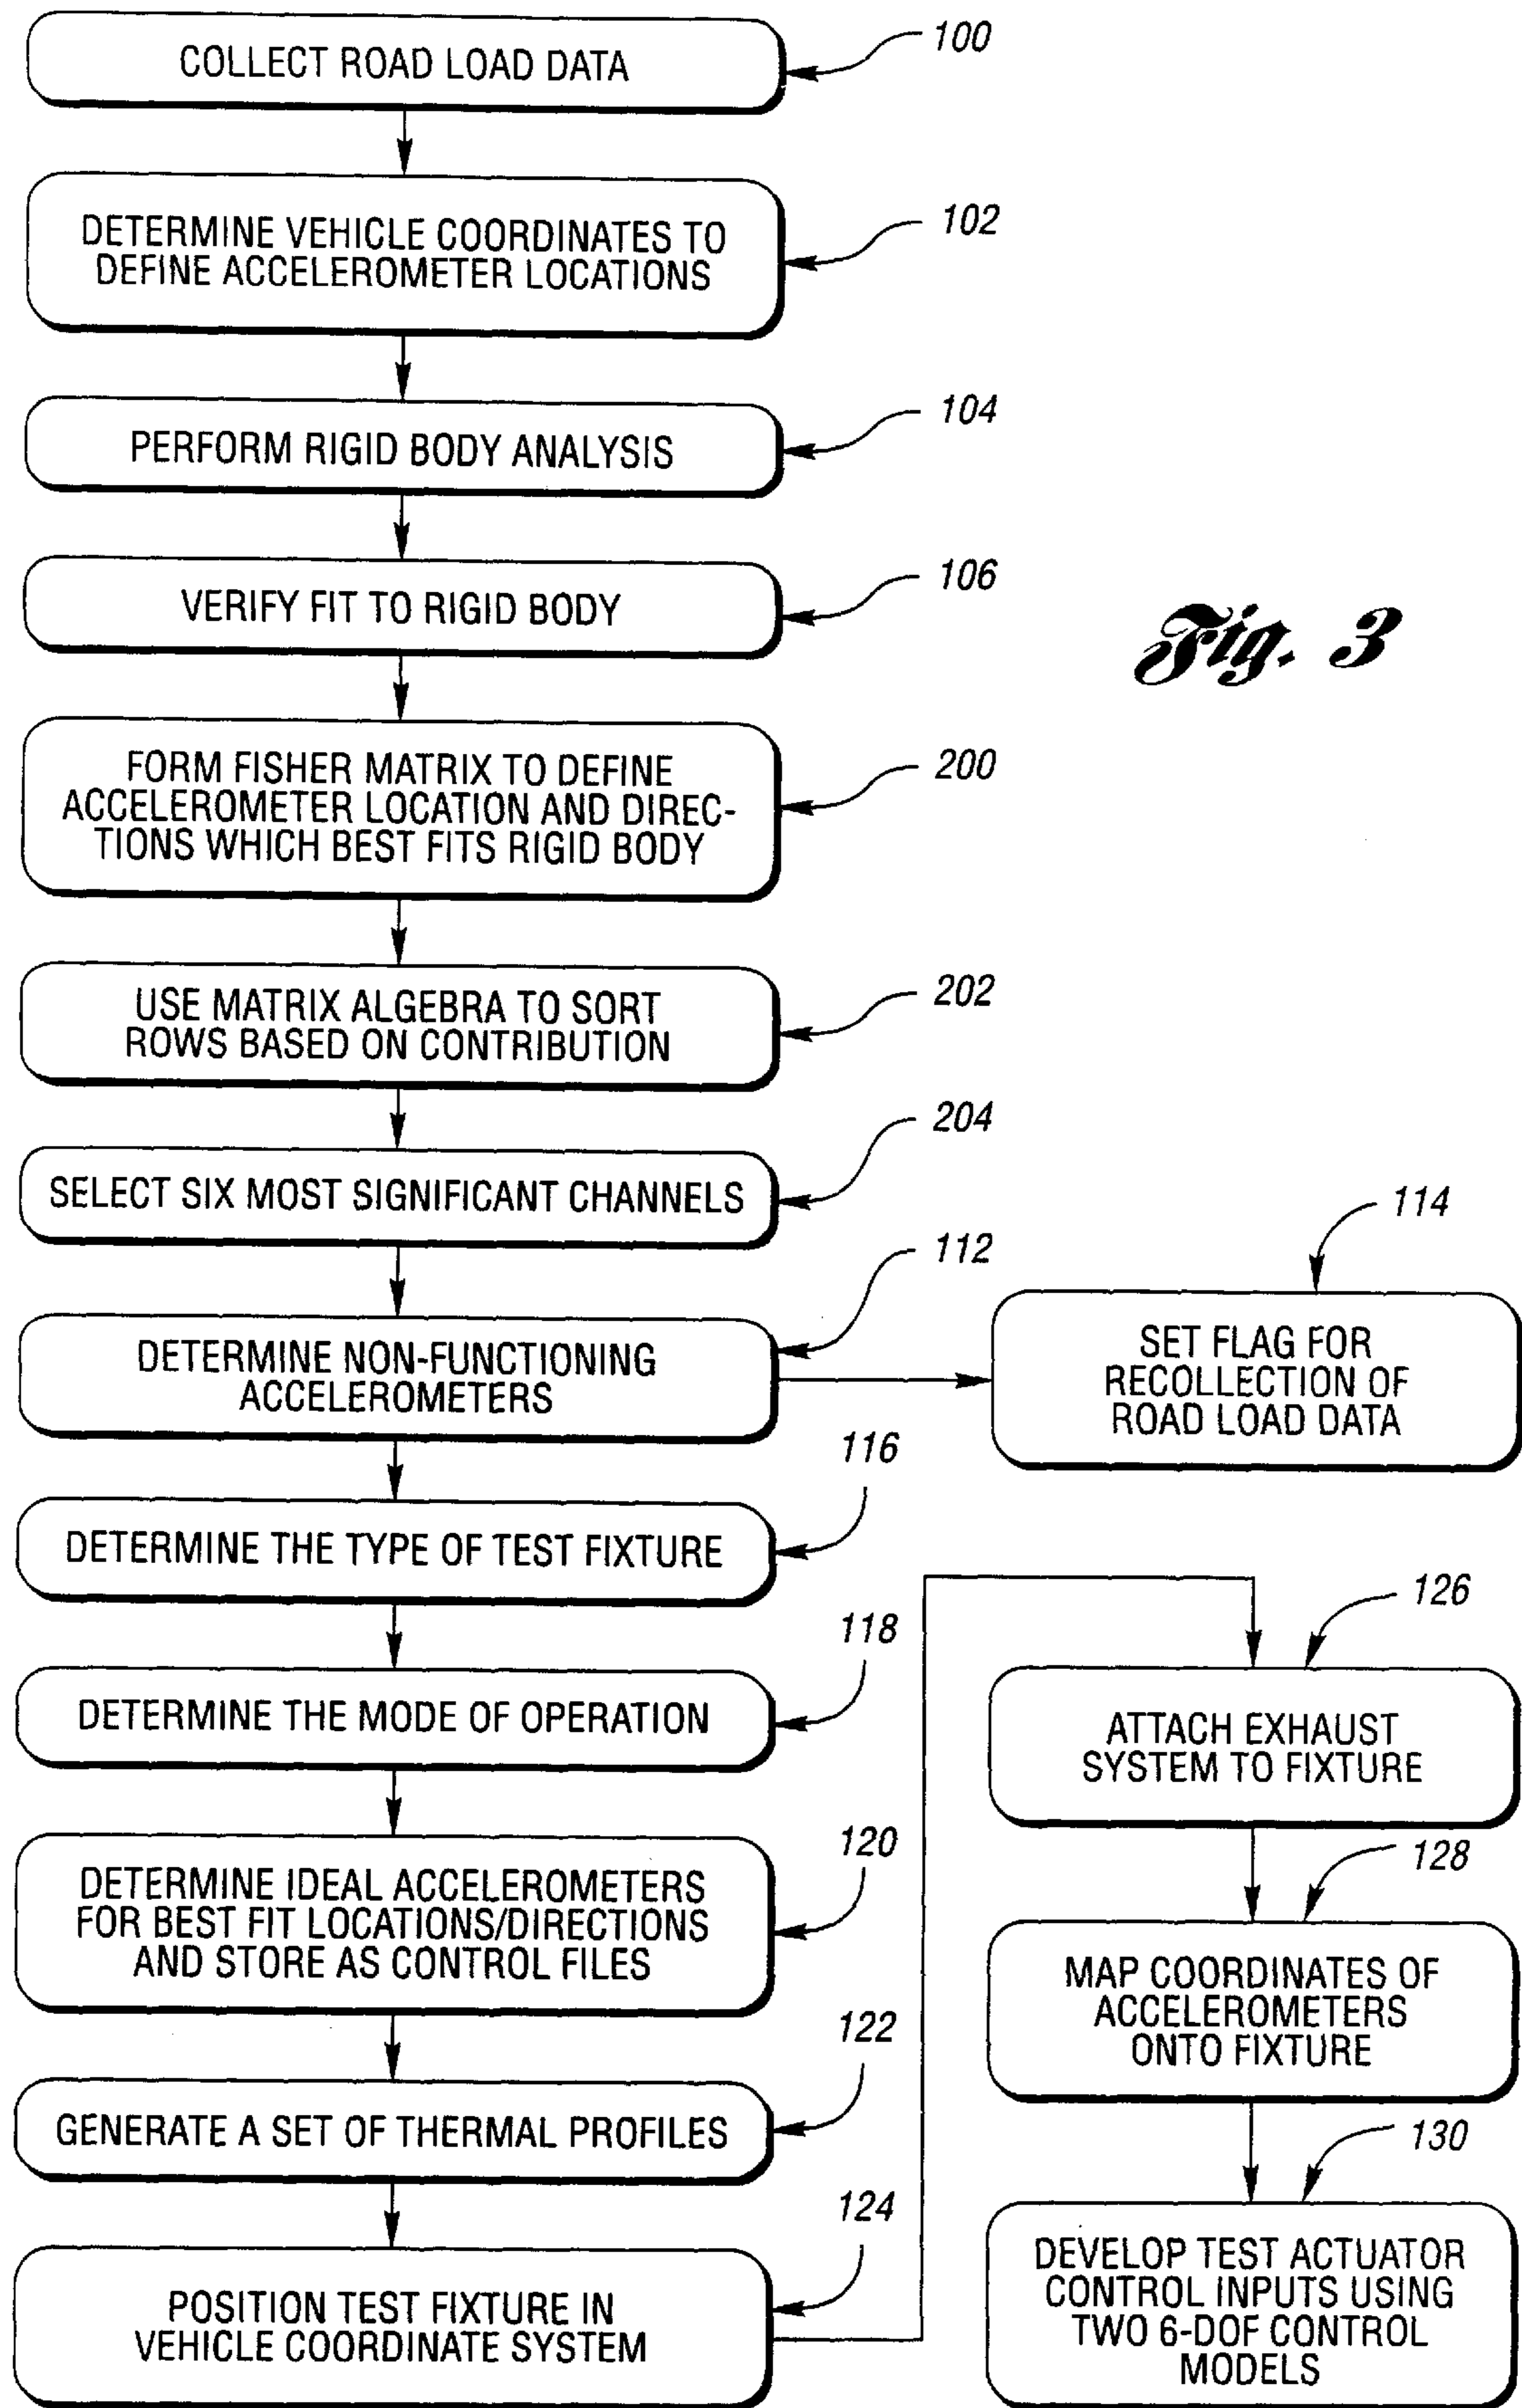 COLLECT ROAD LOAD DATA
100
DETERMINE VEHICLE COORDINATES TO
DEFINE ACCELEROMETER LOCATIONS
102
PERFORM RIGID BODY ANALYSIS
104
VERIFY FIT TO RIGID BODY
106
Fig. 3
FORM FISHER MATRIX TO DEFINE
ACCELEROMETER LOCATION AND DIREC-
TIONS WHICH BEST FITS RIGID BODY
200
USE MATRIX ALGEBRA TO SORT
ROWS BASED ON CONTRIBUTION
202
SELECT SIX MOST SIGNIFICANT CHANNELS
204
DETERMINE NON-FUNCTIONING
ACCELEROMETERS
112
SET FLAG FOR
RECOLLECTION OF
ROAD LOAD DATA
114
DETERMINE THE TYPE OF TEST FIXTURE
116
DETERMINE THE MODE OF OPERATION
118
DETERMINE IDEAL ACCELEROMETERS
FOR BEST FIT LOCATIONS/DIRECTIONS
AND STORE AS CONTROL FILES
120
GENERATE A SET OF THERMAL PROFILES
122
POSITION TEST FIXTURE IN
VEHICLE COORDINATE SYSTEM
124
ATTACH EXHAUST
SYSTEM TO FIXTURE
126
MAP COORDINATES OF
ACCELEROMETERS
ONTO FIXTURE
128
DEVELOP TEST ACTUATOR
CONTROL INPUTS USING
TWO 6-DOF CONTROL
MODELS
130